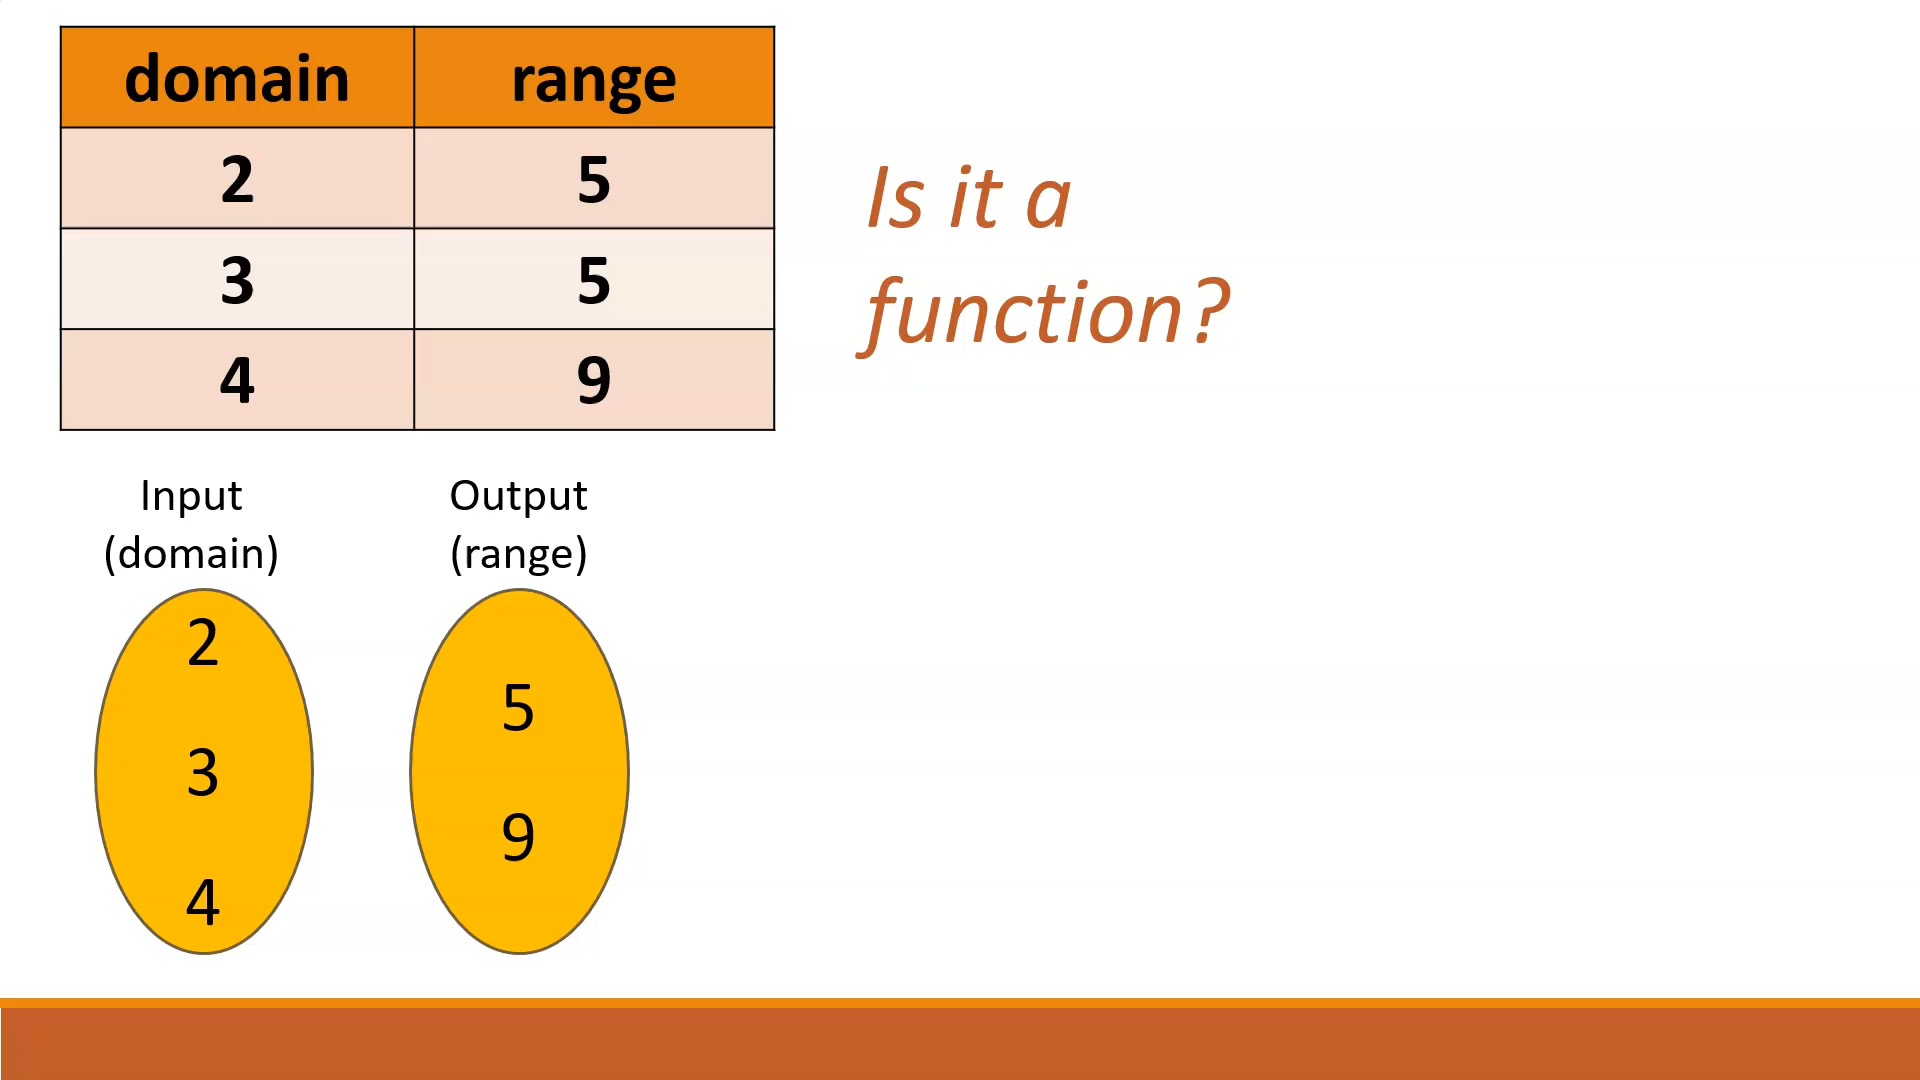 domain range
2 5
3 5
4 9
Is it a
function?
Input
(domain)
Output
(range)
2
3
4
5
9